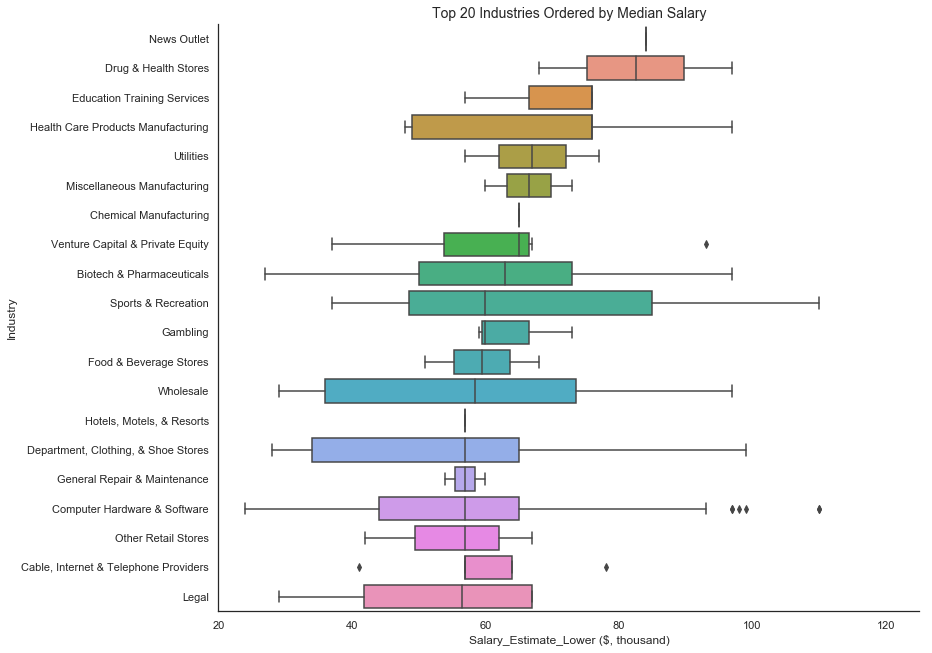 Top 20 Industries Ordered by Median Salary
News Outlet
Drug & Health Stores
Education Training Services
Health Care Products Manufacturing
Utilities
Miscellaneous Manufacturing
Chemical Manufacturing
Venture Capital & Private Equity
Biotech & Pharmaceuticals
Sports & Recreation
Gambling
Food & Beverage Stores
Wholesale
Hotels, Motels, & Resorts
Department, Clothing, & Shoe Stores
General Repair & Maintenance
Computer Hardware & Software
Other Retail Stores
Cable, Internet & Telephone Providers
Legal
Industry
20 40 60 80 100 120
Salary_Estimate_Lower ($, thousand)